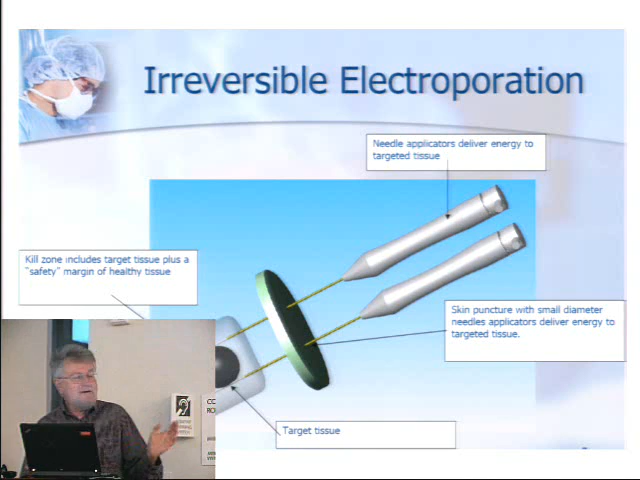 Irreversible Electroporation
Needle applicators deliver energy to
targeted tissue
Kill zone includes target tissue plus a
"safety" margin of healthy tissue
Skin puncture with small diameter
needles applicators deliver energy to
targeted tissue.
Target tissue